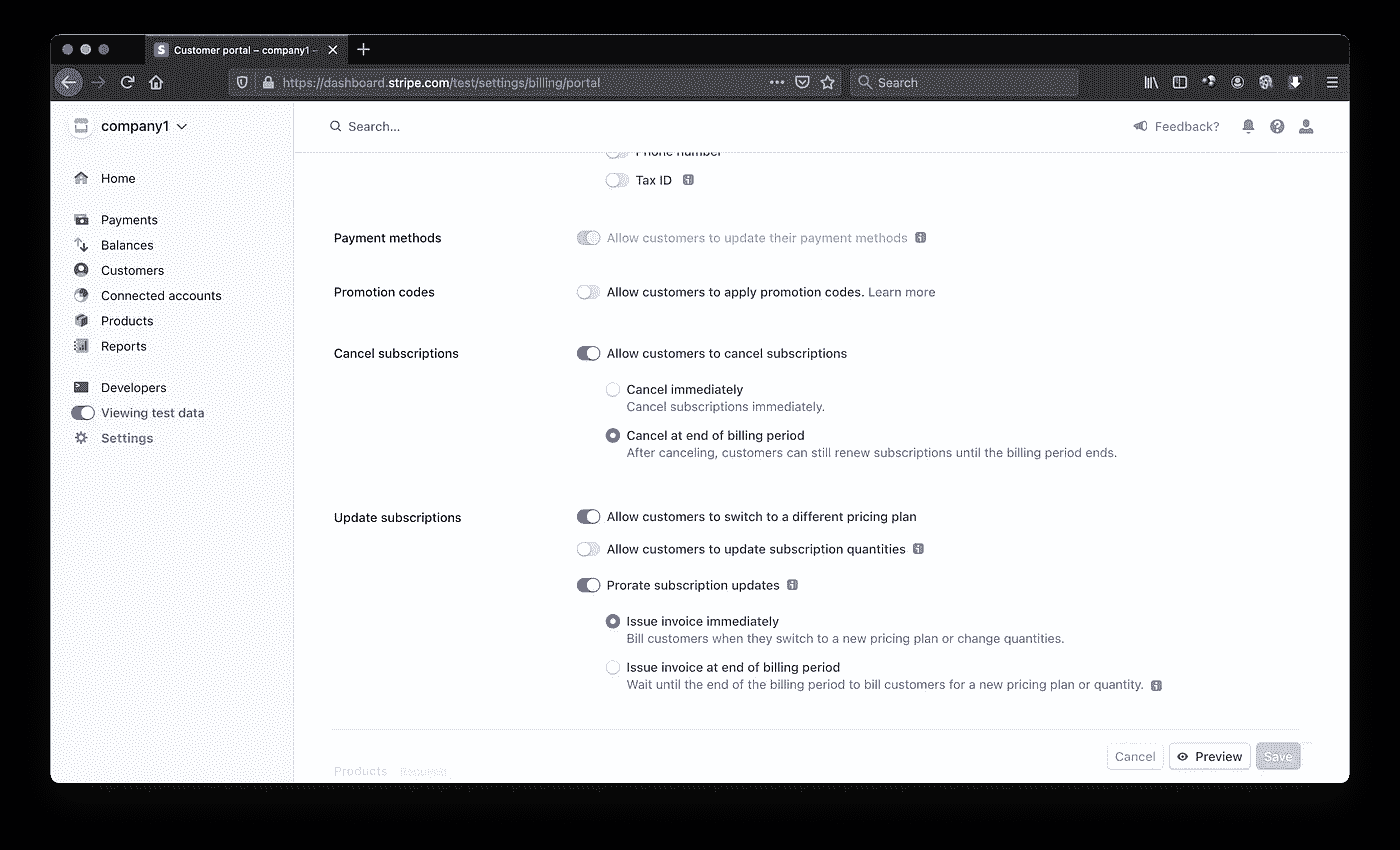 Customer portal – company1 –
https://dashboard.stripe.com/test/settings/billing/portal
Search
company1
Search...
Feedback?
Home
Payments
Balances
Customers
Connected accounts
Products
Reports
Developers
Viewing test data
Settings
Phone number
Tax ID
Payment methods
Allow customers to update their payment methods
Promotion codes
Allow customers to apply promotion codes. Learn more
Cancel subscriptions
Allow customers to cancel subscriptions
Cancel immediately
Cancel subscriptions immediately.
Cancel at end of billing period
After canceling, customers can still renew subscriptions until the billing period ends.
Update subscriptions
Allow customers to switch to a different pricing plan
Allow customers to update subscription quantities
Prorate subscription updates
Issue invoice immediately
Bill customers when they switch to a new pricing plan or change quantities.
Issue invoice at end of billing period
Wait until the end of the billing period to bill customers for a new pricing plan or quantity.
Cancel
Preview
Save
Products